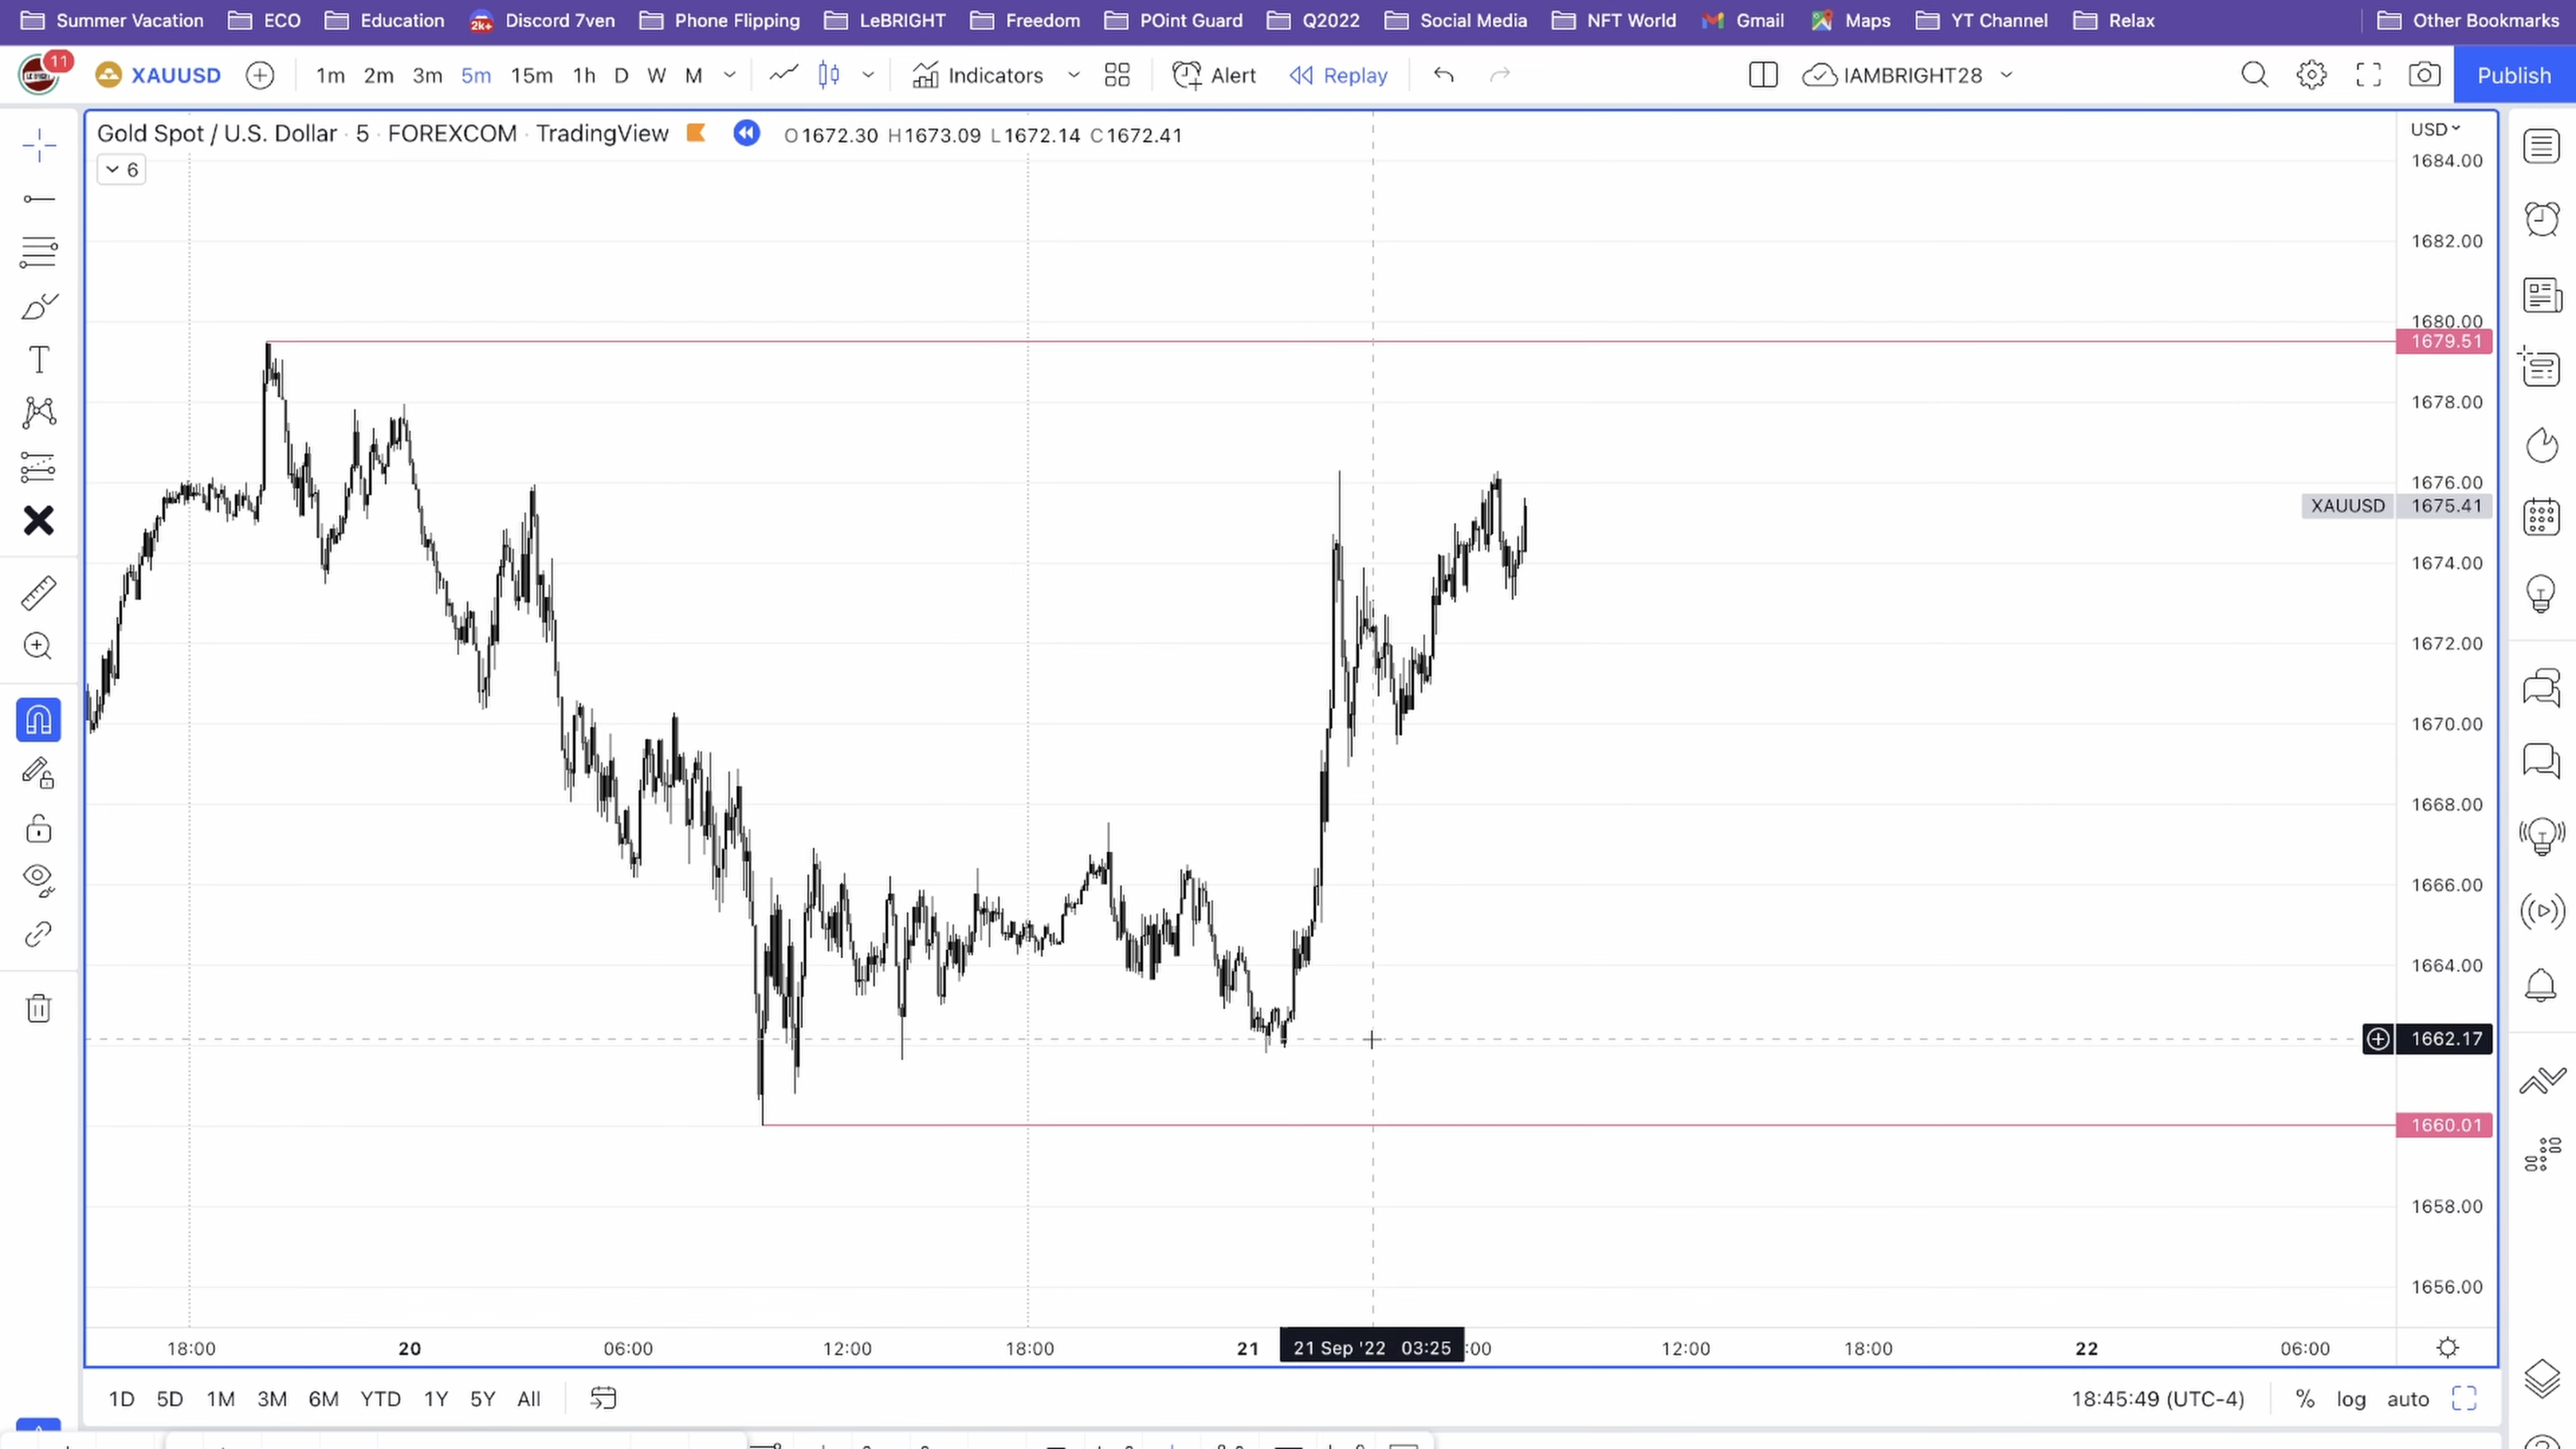 Summer Vacation ECO Education Discord 7ven Phone Flipping LeBRIGHT Freedom POint Guard Q2022 Social Media NFT World Gmail Maps YT Channel Relax Other Bookmarks
11 XAUUSD 1m 2m 3m 5m 15m 1h D W M Indicators Alert Replay IAMBRIGHT28 Publish
Gold Spot / U.S. Dollar · 5 · FOREXCOM · TradingView O1672.30 H1673.09 L1672.14 C1672.41
USD
6
1684.00
1682.00
1680.00
1679.51
1678.00
1676.00
XAUUSD 1675.41
1674.00
1672.00
1670.00
1668.00
1666.00
1664.00
1662.17
1660.01
1658.00
1656.00
18:00 20 06:00 12:00 18:00 21 21 Sep '22 03:25 :00 12:00 18:00 22 06:00
1D 5D 1M 3M 6M YTD 1Y 5Y All 18:45:49 (UTC-4) % log auto